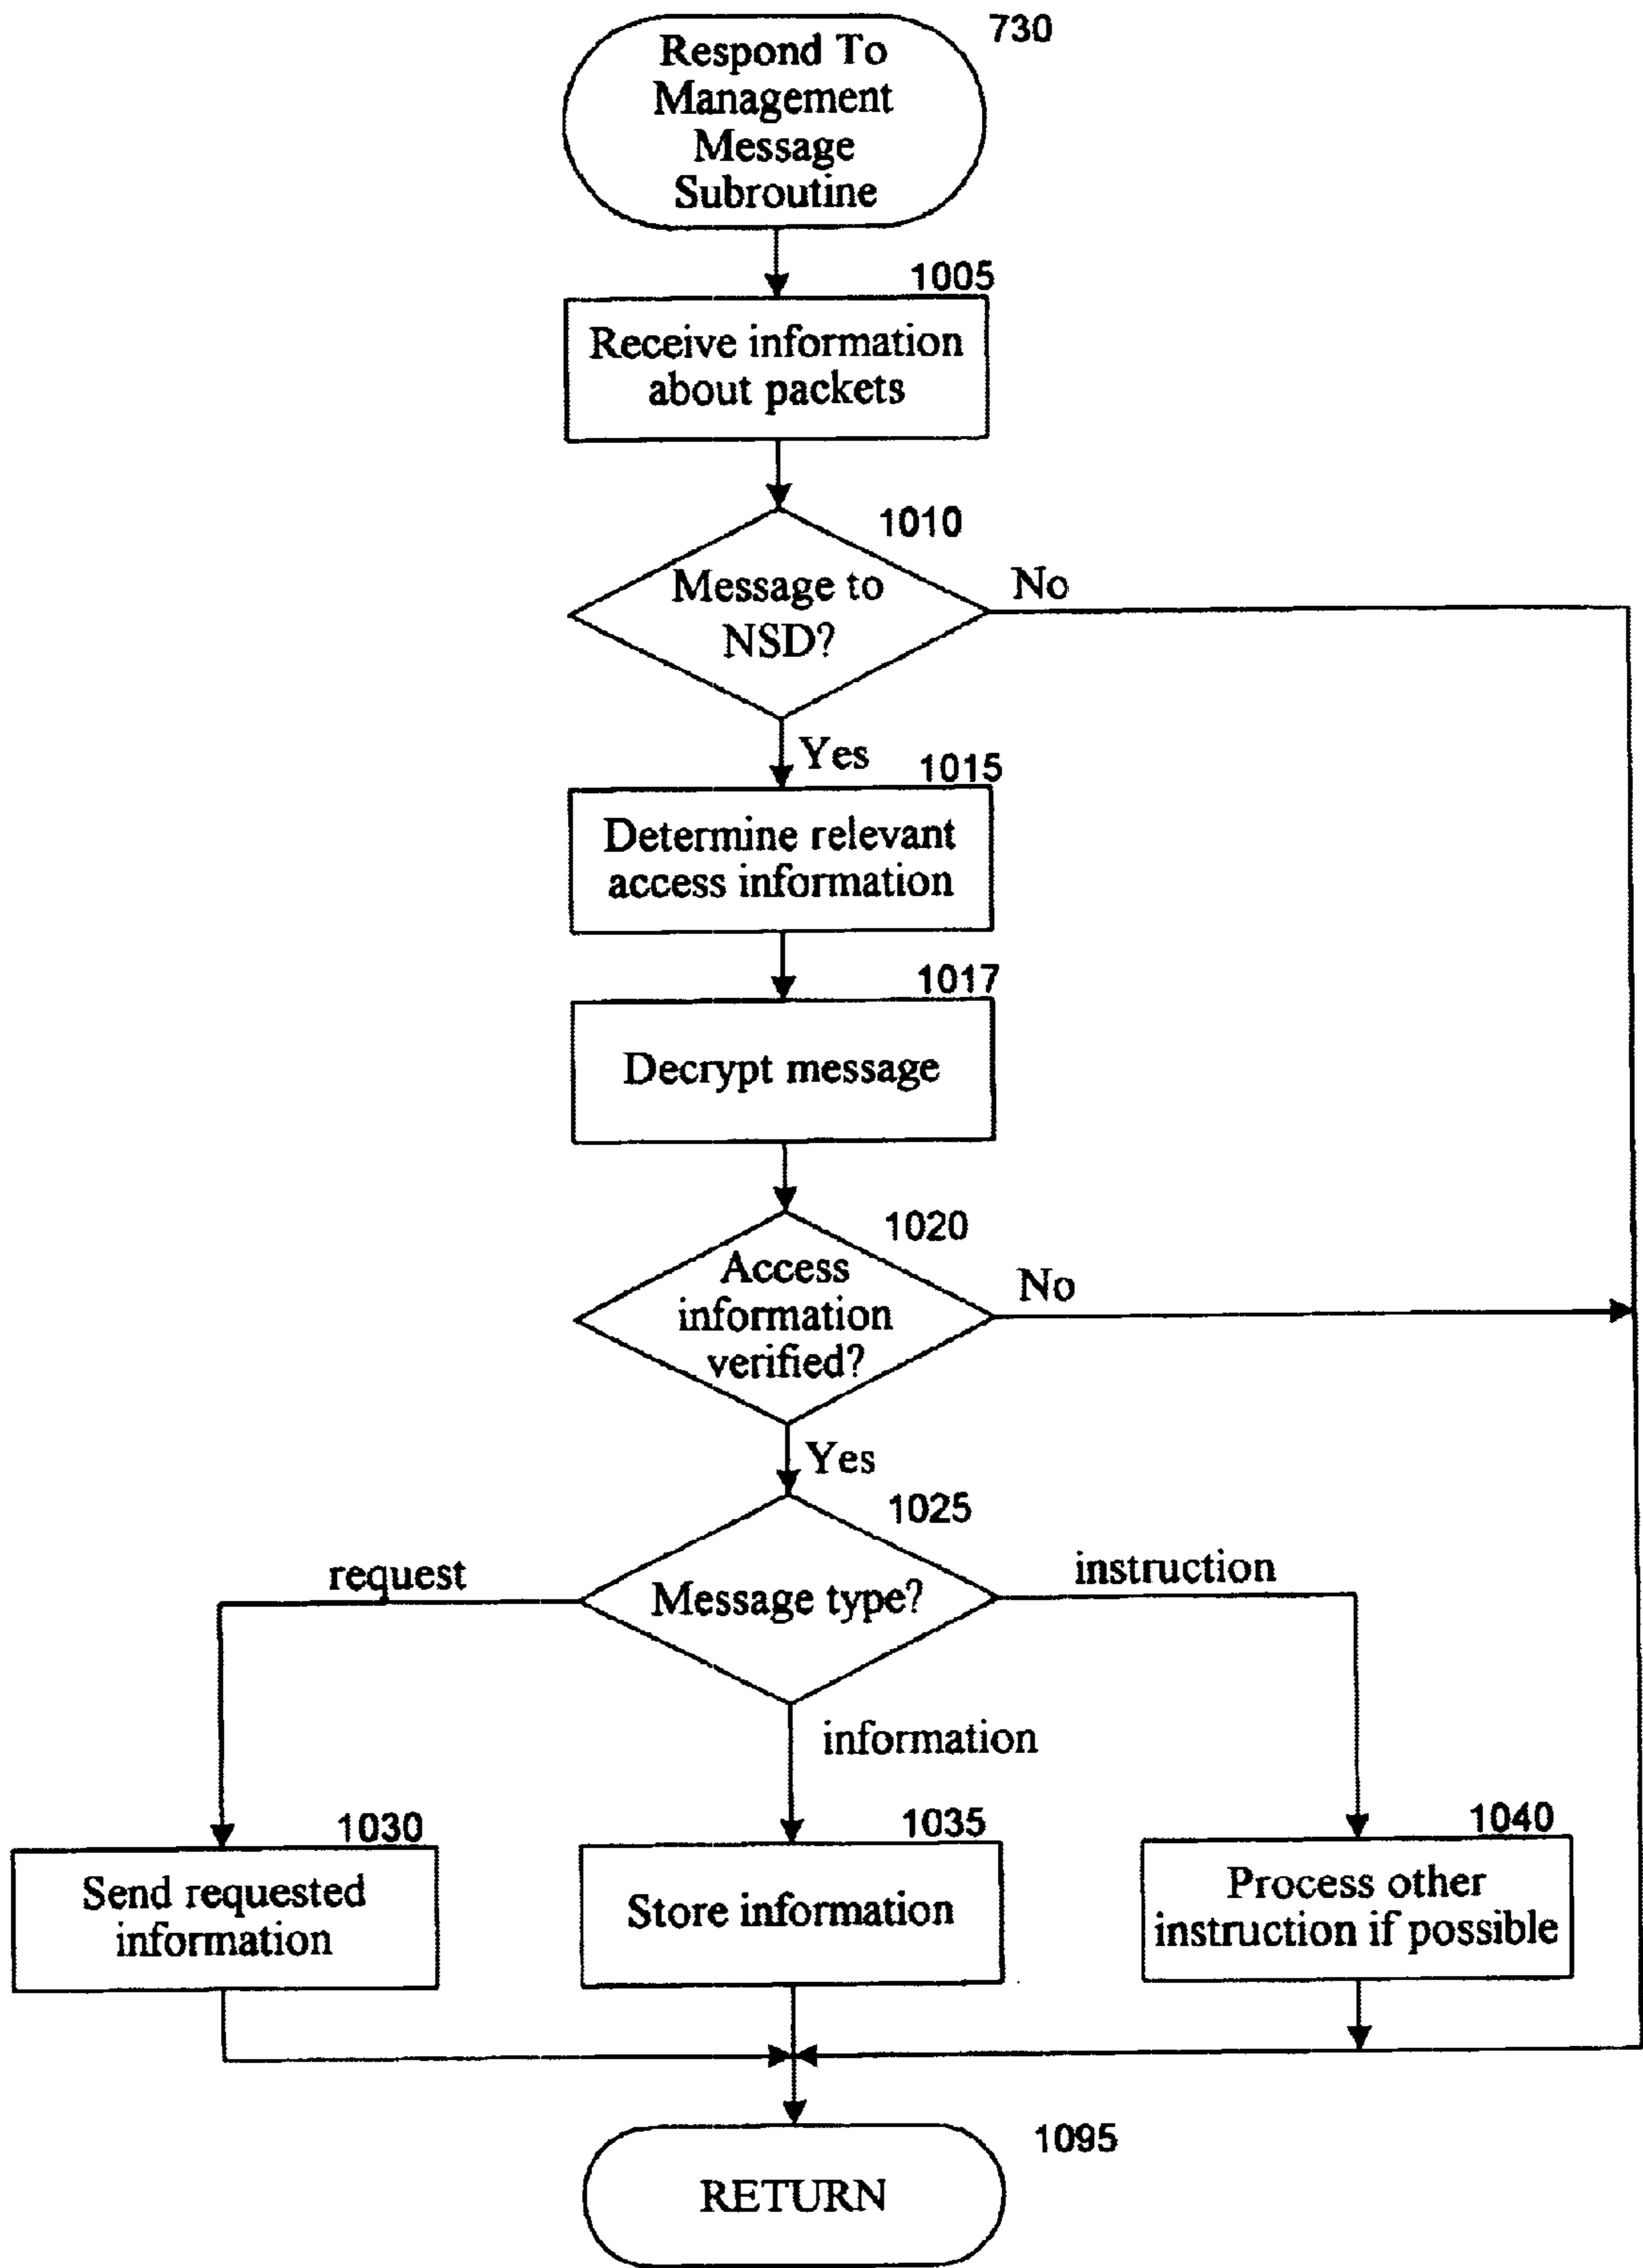 730
Respond To
Management
Message
Subroutine
1005
Receive information
about packets
1010
Message to
NSD?
No
Yes
1015
Determine relevant
access information
1017
Decrypt message
1020
Access
information
verified?
No
Yes
1025
Message type?
request
instruction
information
1030
Send requested
information
1035
Store information
1040
Process other
instruction if possible
1095
RETURN